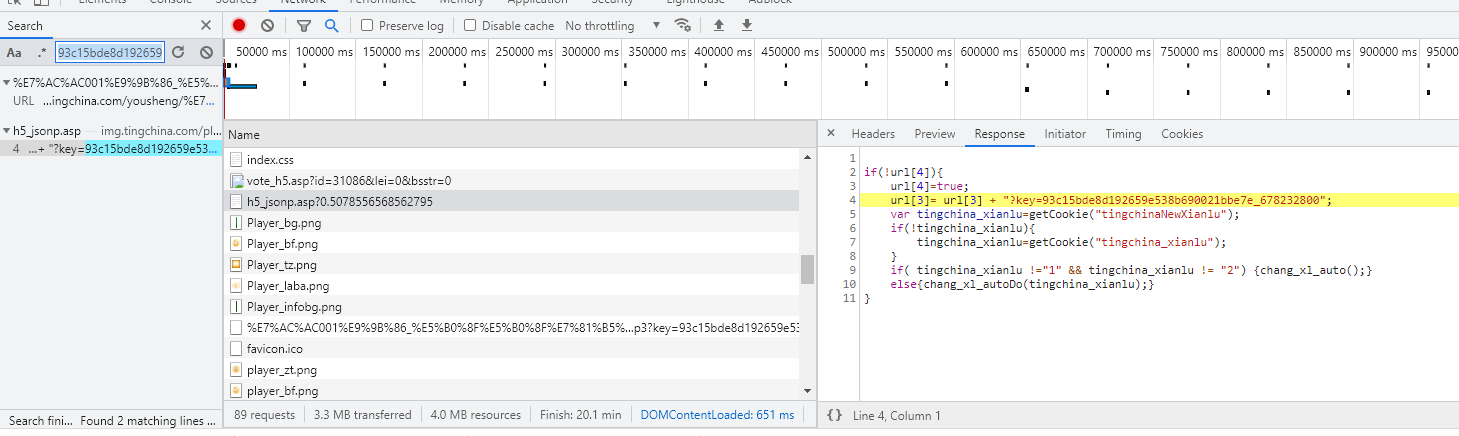 Elements Console Sources Network Performance Memory Application Security Lighthouse Adblock
Search
Preserve log Disable cache No throttling
Aa .* 93c15bde8d192659
50000 ms 100000 ms 150000 ms 200000 ms 250000 ms 300000 ms 350000 ms 400000 ms 450000 ms 500000 ms 550000 ms 600000 ms 650000 ms 700000 ms 750000 ms 800000 ms 850000 ms 900000 ms 95000
%E7%AC%AC001%E9%9B%86_%E5%...
URL ...ingchina.com/yousheng/%E7...
h5_jsonp.asp — img.tingchina.com/pl...
4 ...+ "?key=93c15bde8d192659e53...
Search fini... Found 2 matching lines ...
Name
index.css
vote_h5.asp?id=31086&lei=0&bsstr=0
h5_jsonp.asp?0.5078556568562795
Player_bg.png
Player_bf.png
Player_tz.png
Player_laba.png
Player_infobg.png
%E7%AC%AC001%E9%9B%86_%E5%B0%8F%E5%B0%8F%E7%81%B5%...p3?key=93c15bde8d192659e53
favicon.ico
player_zt.png
player_bf.png
89 requests 3.3 MB transferred 4.0 MB resources Finish: 20.1 min DOMContentLoaded: 651 ms
Headers Preview Response Initiator Timing Cookies
1
2 if(!url[4]){
3 url[4]=true;
4 url[3]= url[3] + "?key=93c15bde8d192659e538b690021bbe7e_678232800";
5 var tingchina_xianlu=getCookie("tingchinaNewXianlu");
6 if(!tingchina_xianlu){
7 tingchina_xianlu=getCookie("tingchina_xianlu");
8 }
9 if( tingchina_xianlu !="1" && tingchina_xianlu != "2") {chang_xl_auto();}
10 else{chang_xl_autoDo(tingchina_xianlu);}
11 }
{} Line 4, Column 1